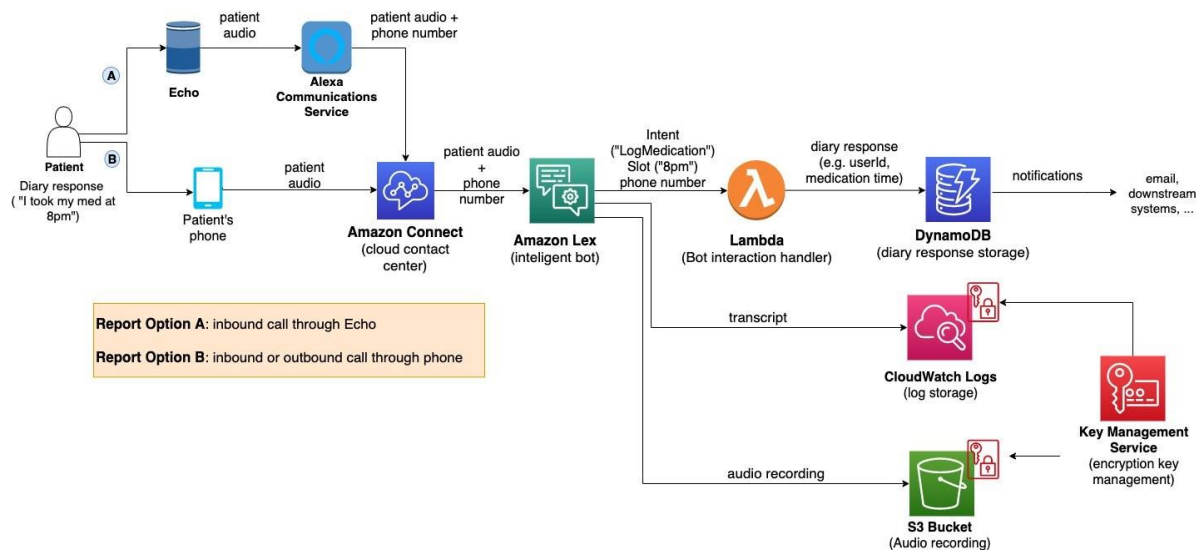 patient
audio
patient audio +
phone number
A
Echo
Alexa
Communications
Service
B
Patient
Diary response
( "I took my med at
8pm")
Patient's
phone
patient
audio
Amazon Connect
(cloud contact
center)
patient audio
+
phone
number
Amazon Lex
(inteligent bot)
Intent
("LogMedication")
Slot ("8pm")
phone number
Lambda
(Bot interaction handler)
diary response
(e.g. userId,
medication time)
DynamoDB
(diary response storage)
notifications
email,
downstream
systems, ...
Report Option A: inbound call through Echo
Report Option B: inbound or outbound call through phone
transcript
CloudWatch Logs
(log storage)
Key Management
Service
(encryption key
management)
audio recording
S3 Bucket
(Audio recording)